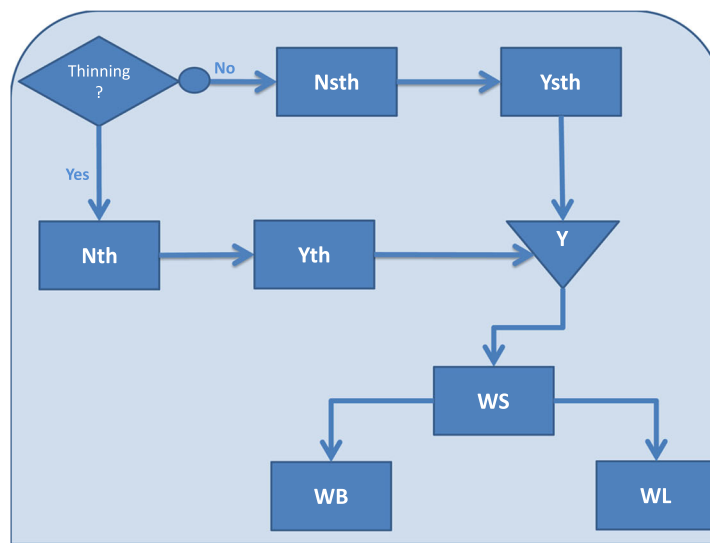 Thinning
?
No
Nsth
Ysth
Yes
Nth
Yth
Y
WS
WB
WL